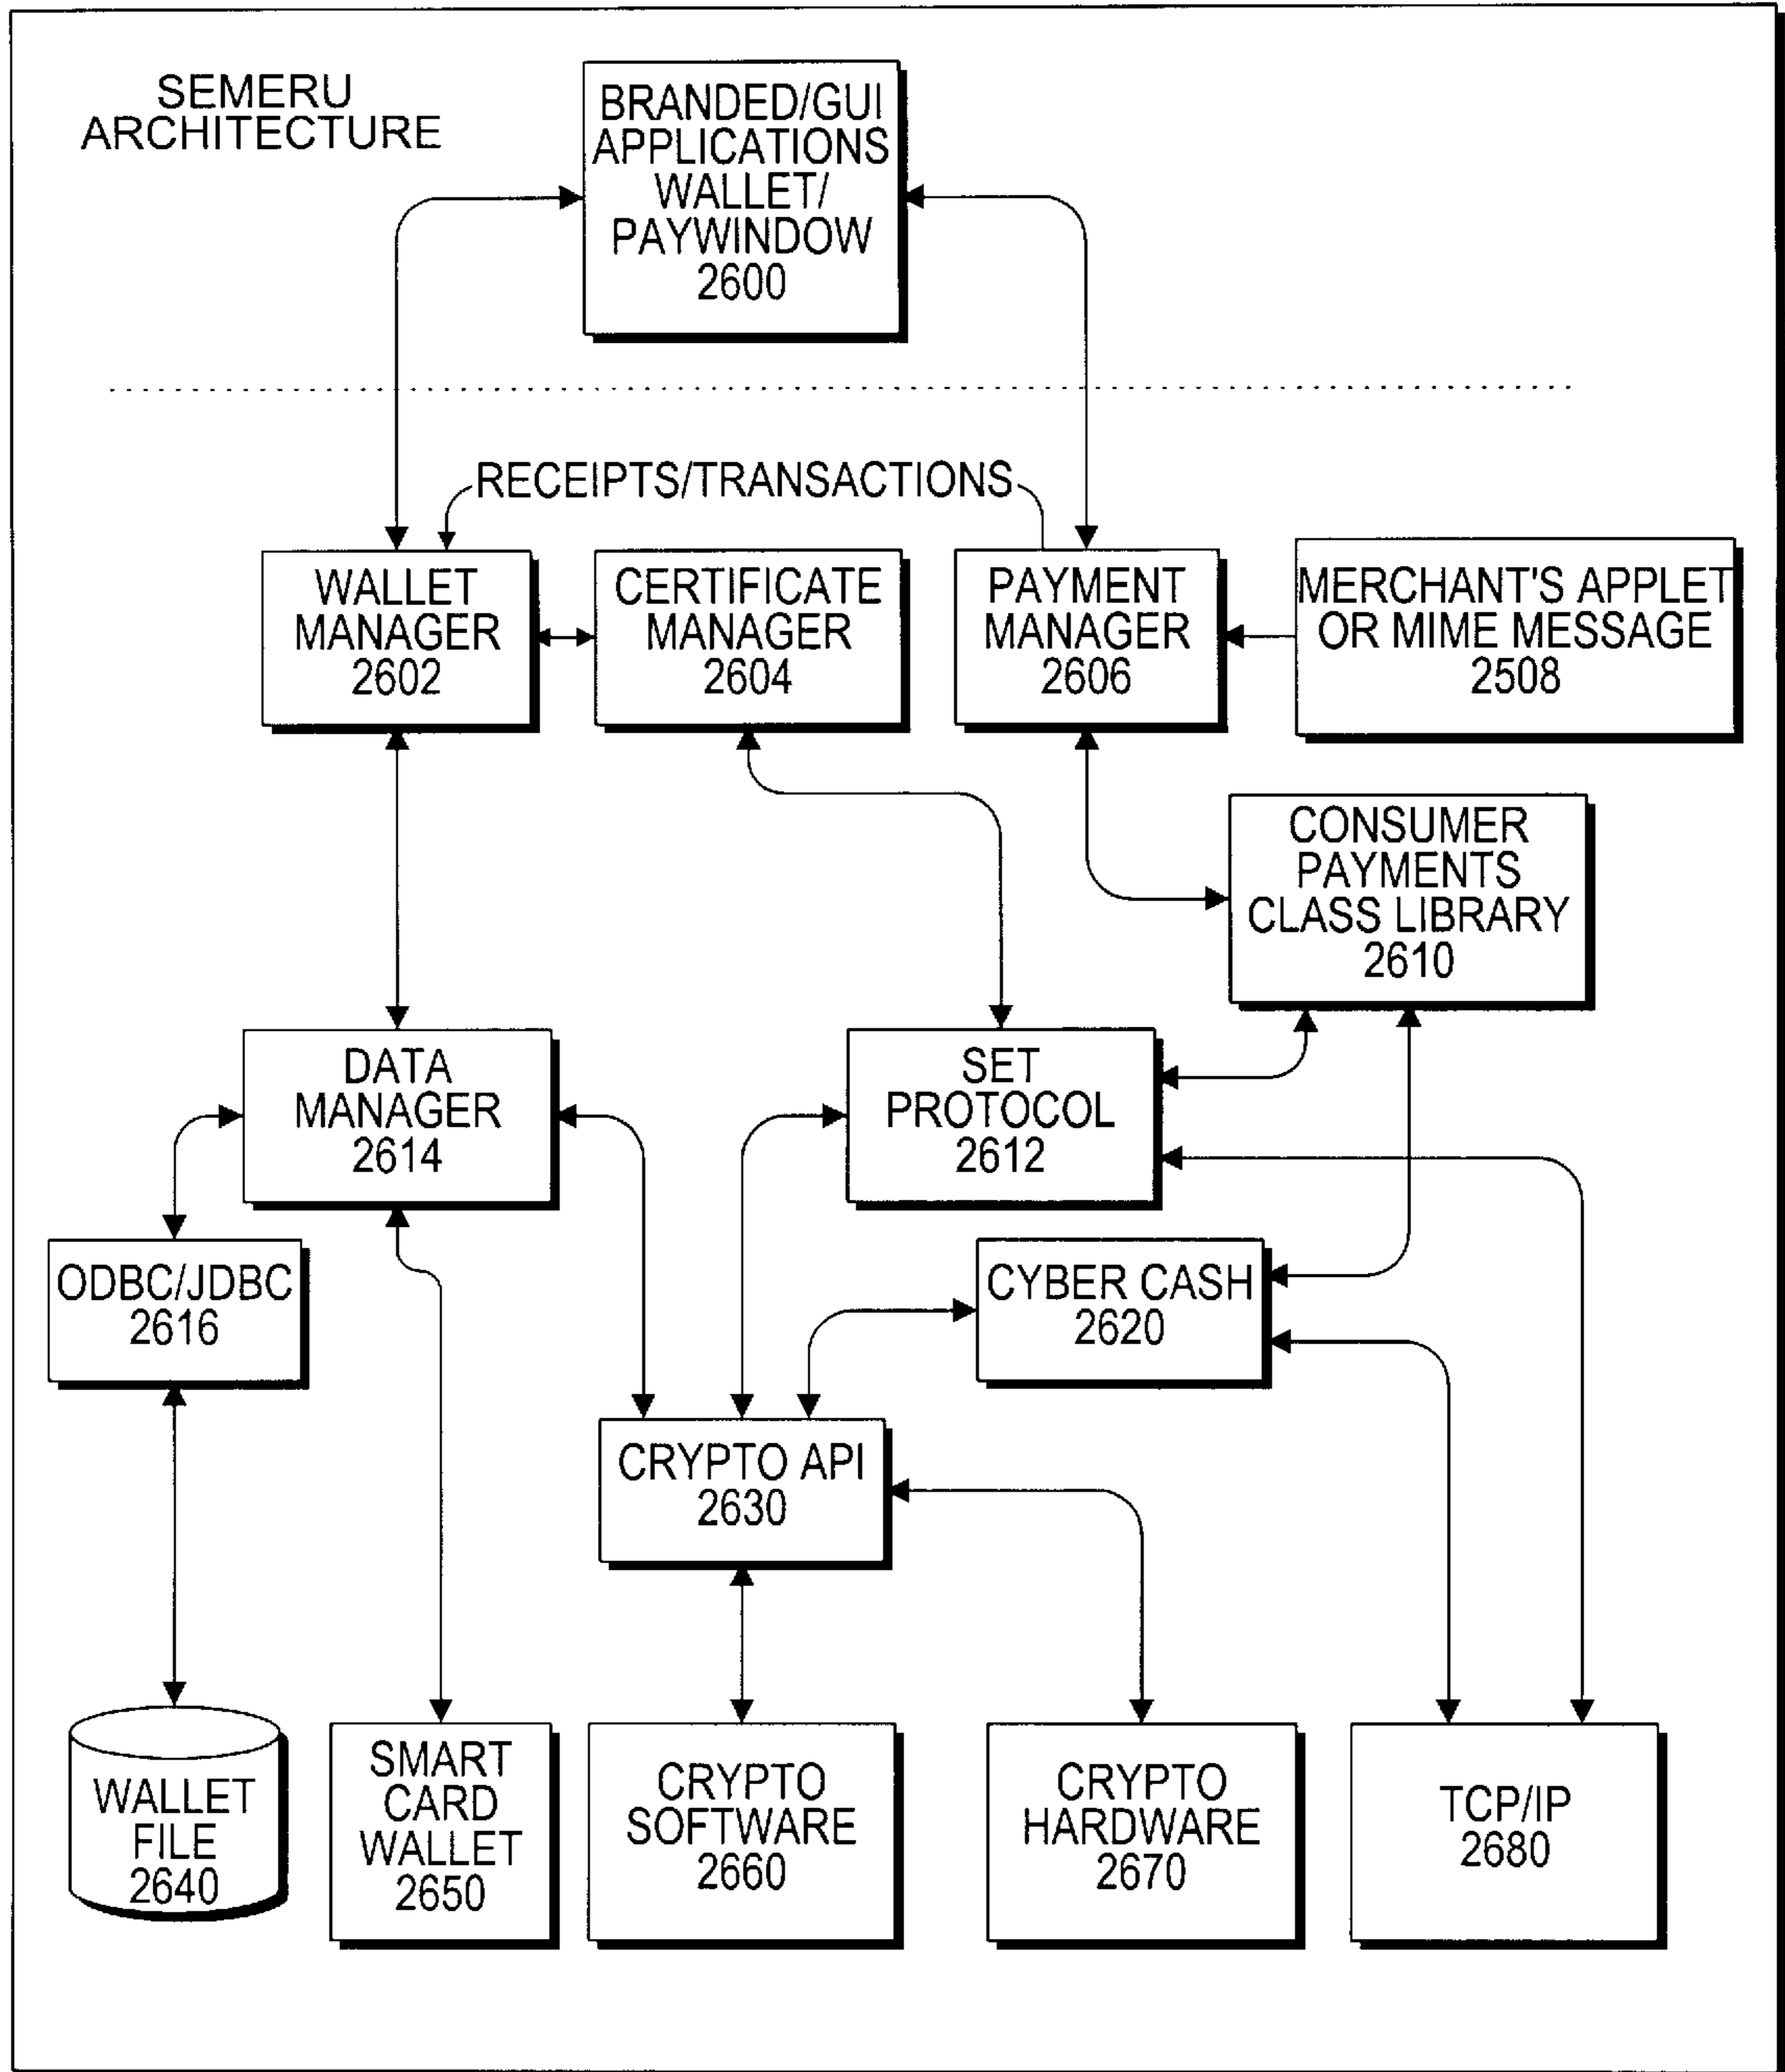 SEMERU
ARCHITECTURE
BRANDED/GUI
APPLICATIONS
WALLET/
PAYWINDOW
2600
RECEIPTS/TRANSACTIONS
WALLET
MANAGER
2602
CERTIFICATE
MANAGER
2604
PAYMENT
MANAGER
2606
MERCHANT'S APPLET
OR MIME MESSAGE
2508
CONSUMER
PAYMENTS
CLASS LIBRARY
2610
DATA
MANAGER
2614
SET
PROTOCOL
2612
ODBC/JDBC
2616
CYBER CASH
2620
CRYPTO API
2630
WALLET
FILE
2640
SMART
CARD
WALLET
2650
CRYPTO
SOFTWARE
2660
CRYPTO
HARDWARE
2670
TCP/IP
2680